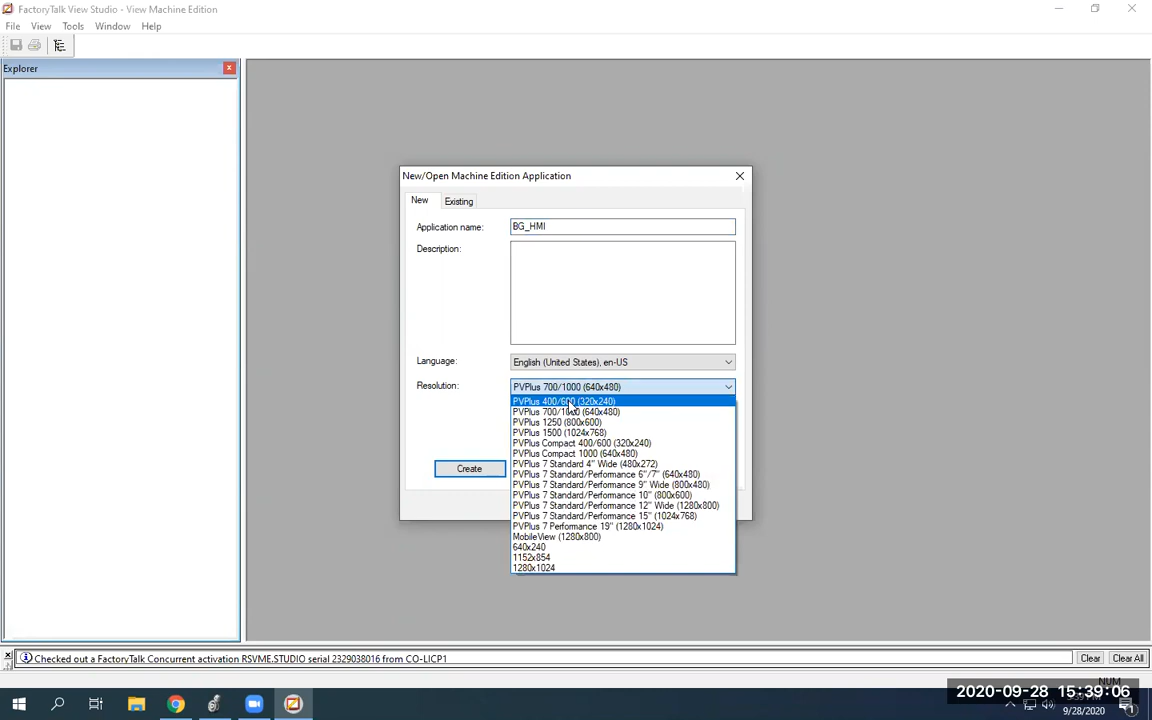 FactoryTalk View Studio - View Machine Edition
File View Tools Window Help
Explorer
New/Open Machine Edition Application
New Existing
Application name: BG_HMI
Description:
Language: English (United States), en-US
Resolution: PVPlus 700/1000 (640x480)
PVPlus 400/600 (320x240)
PVPlus 700/1000 (640x480)
PVPlus 1250 (800x600)
PVPlus 1500 (1024x768)
PVPlus Compact 400/600 (320x240)
PVPlus Compact 1000 (640x480)
PVPlus 7 Standard 4" Wide (480x272)
PVPlus 7 Standard/Performance 6"/7" (640x480)
Create
PVPlus 7 Standard/Performance 9" Wide (800x480)
PVPlus 7 Standard/Performance 10" (800x600)
PVPlus 7 Standard/Performance 12" Wide (1280x800)
PVPlus 7 Standard/Performance 15" (1024x768)
PVPlus 7 Performance 19" (1280x1024)
MobileView (1280x800)
640x240
1152x854
1280x1024
Checked out a FactoryTalk Concurrent activation RSVME.STUDIO serial 2329038016 from CO-LICP1
Clear Clear All
NUM
2020-09-28 15:39:06
9/28/2020